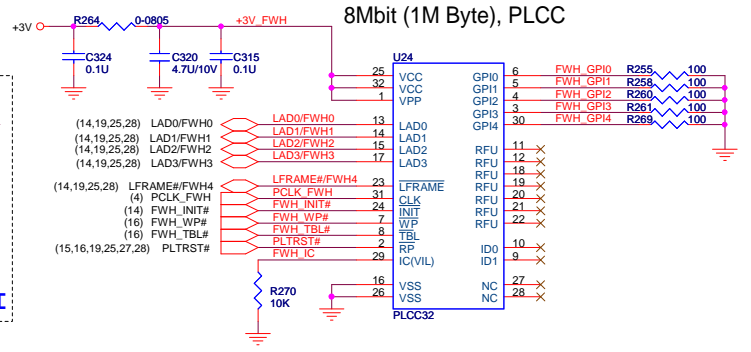 8Mbit (1M Byte), PLCC
+3V R264 0-0805 +3V_FWH
C324 0.1U
C320 4.7U/10V
C315 0.1U
U24
25 VCC GPI0 6 FWH_GPI0 R255 100
32 VCC GPI1 5 FWH_GPI1 R258 100
1 VPP GPI2 4 FWH_GPI2 R260 100
GPI3 3 FWH_GPI3 R261 100
GPI4 30 FWH_GPI4 R269 100
(14,19,25,28) LAD0/FWH0 LAD0/FWH0 13 LAD0
(14,19,25,28) LAD1/FWH1 LAD1/FWH1 14 LAD1
(14,19,25,28) LAD2/FWH2 LAD2/FWH2 15 LAD2
(14,19,25,28) LAD3/FWH3 LAD3/FWH3 17 LAD3
RFU 11
RFU 12
RFU 18
RFU 19
RFU 20
RFU 21
RFU 22
(14,19,25,28) LFRAME#/FWH4 LFRAME#/FWH4 23 LFRAME
(4) PCLK_FWH PCLK_FWH 31 CLK
(14) FWH_INIT# FWH_INIT# 24 INIT
(16) FWH_WP# FWH_WP# 7 WP
(16) FWH_TBL# FWH_TBL# 8 TBL
(15,16,19,25,27,28) PLTRST# PLTRST# 2 RP
FWH_IC 29 IC(VIL)
ID0 10
ID1 9
R270
10K
16 VSS NC 27
26 VSS NC 28
PLCC32